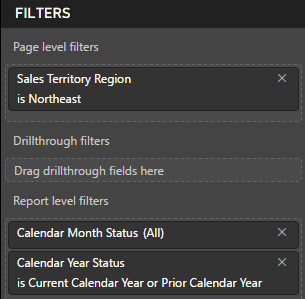 FILTERS
Page level filters
Sales Territory Region
is Northeast
Drillthrough filters
Drag drillthrough fields here
Report level filters
Calendar Month Status (All)
Calendar Year Status
is Current Calendar Year or Prior Calendar Year